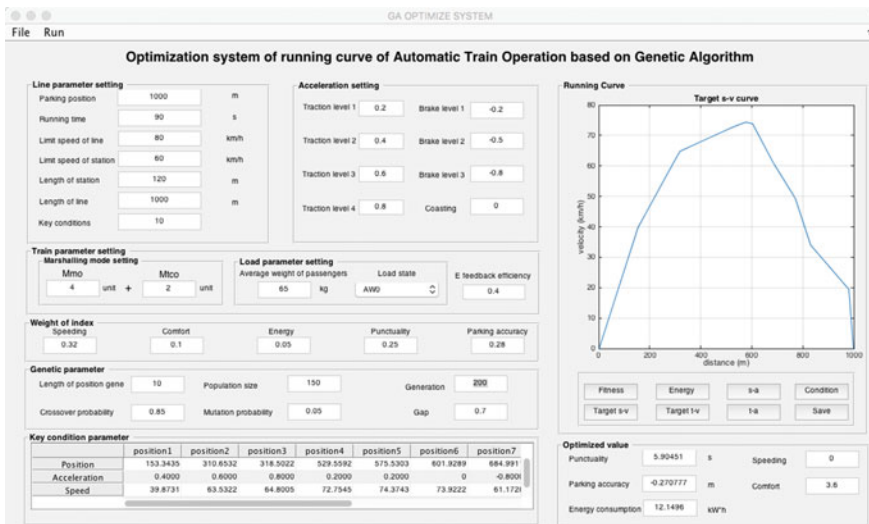 GA OPTIMIZE SYSTEM
File Run
Optimization system of running curve of Automatic Train Operation based on Genetic Algorithm
Line parameter setting
Parking position 1000 m
Running time 90 s
Limit speed of line 80 km/h
Limit speed of station 60 km/h
Length of station 120 m
Length of line 1000 m
Key conditions 10
Acceleration setting
Traction level 1 0.2 Brake level 1 -0.2
Traction level 2 0.4 Brake level 2 -0.5
Traction level 3 0.6 Brake level 3 -0.8
Traction level 4 0.8 Coasting 0
Train parameter setting
Marshalling mode setting
Mmo Mtco
4 unit + 2 unit
Load parameter setting
Average weight of passengers Load state
65 kg AW0
E feedback efficiency
0.4
Weight of index
Speeding Comfort Energy Punctuality Parking accuracy
0.32 0.1 0.05 0.25 0.28
Genetic parameter
Length of position gene 10 Population size 150 Generation 200
Crossover probability 0.85 Mutation probability 0.05 Gap 0.7
Key condition parameter
position1 position2 position3 position4 position5 position6 position7
Position 153.3435 310.6532 318.5022 529.5592 575.5303 601.9289 684.991
Acceleration 0.4000 0.6000 0.8000 0.2000 0.2000 0 -0.8000
Speed 39.8731 63.5322 64.8005 72.7545 74.3743 73.9222 61.1728
Running Curve
Target s-v curve
80
70
60
50
40
30
20
10
0
velocity (km/h)
0 200 400 600 800 1000
distance (m)
Fitness Energy s-a Condition
Target s-v Target t-v t-a Save
Optimized value
Punctuality 5.90451 s Speeding 0
Parking accuracy -0.270777 m Comfort 3.6
Energy consumption 12.1496 kW*h